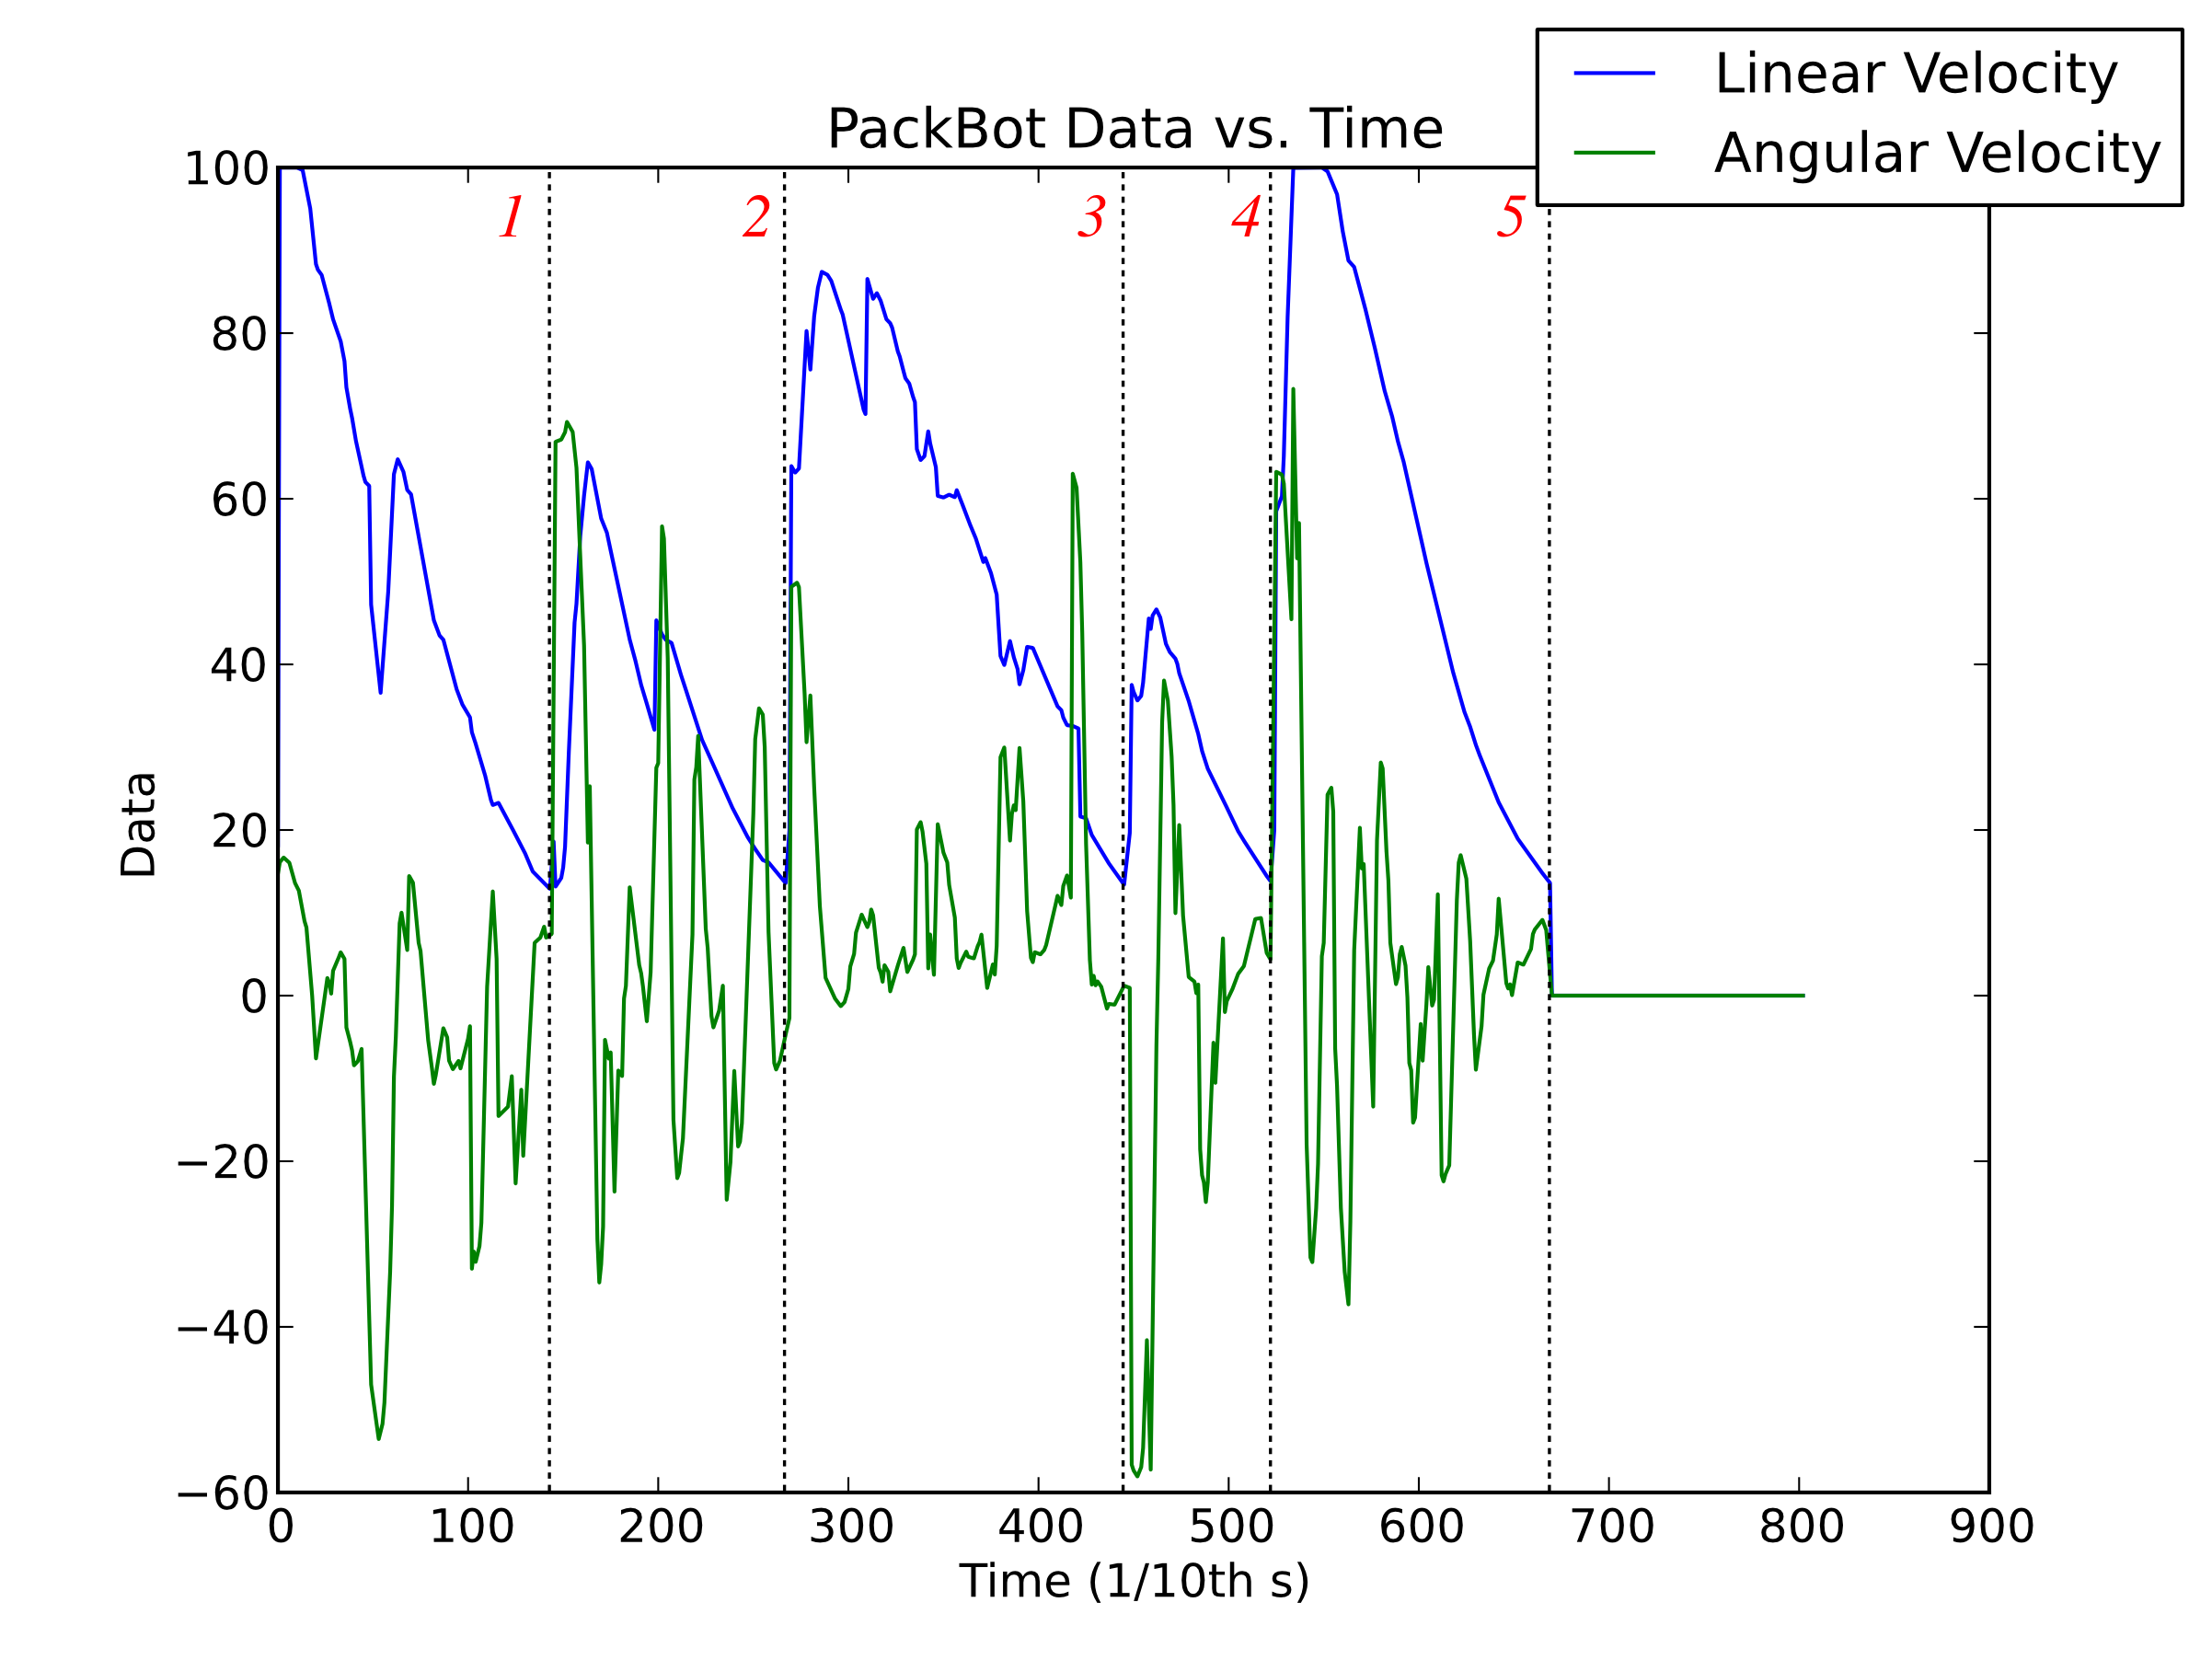 Linear Velocity
Angular Velocity
PackBot Data vs. Time
1 2 3 4 5
100
80
60
40
20
0
−20
−40
−60
Data
0 100 200 300 400 500 600 700 800 900
Time (1/10th s)